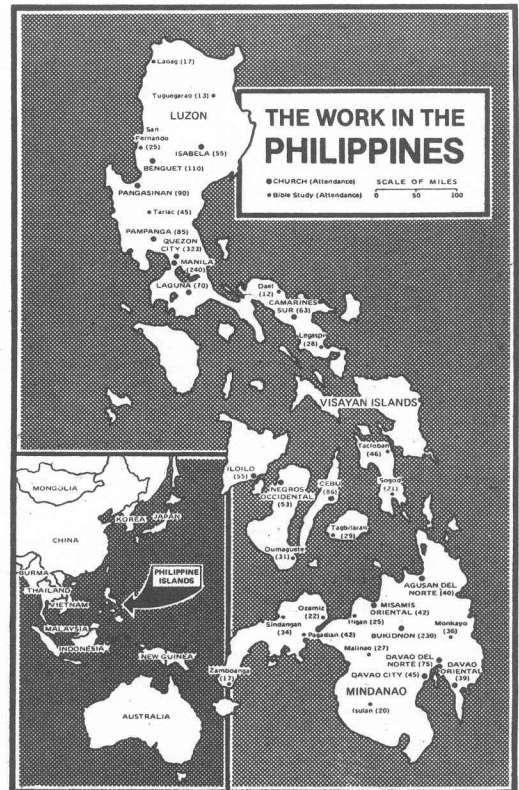 THE WORK IN THE
PHILIPPINES
CHURCH (Attendance)
Bible Study (Attendance)
SCALE OF MILES
0 50 100
Laoag (17)
Tuguegarao (13)
LUZON
San
Fernando
(25)
ISABELA (55)
BENGUET (110)
PANGASINAN (90)
Tarlac (45)
PAMPANGA (85)
QUEZON
CITY (323)
MANILA
(240)
LAGUNA (70)
Daet
(12)
CAMARINES
SUR (63)
Legaspi
(28)
VISAYAN ISLANDS
Tacloban
(46)
ILOILO
(55)
NEGROS
OCCIDENTAL
(53)
CEBU
(86)
Sogod
(21)
Tagbilaran
(29)
Dumaguete
(31)
AGUSAN DEL
NORTE (40)
MISAMIS
ORIENTAL (42)
Ozamiz
(22)
Iligan (25)
Sindangan
(34)
Pagadian (42)
BUKIDNON (230)
Monkayo
(36)
Malinao (27)
DAVAO DEL
NORTE (75)
DAVAO CITY (45)
DAVAO
ORIENTAL
(39)
Zamboanga
(17)
MINDANAO
Isulan (20)
MONGOLIA
KOREA
JAPAN
CHINA
BURMA
THAILAND
VIETNAM
PHILIPPINE
ISLANDS
MALAYSIA
INDONESIA
NEW GUINEA
AUSTRALIA